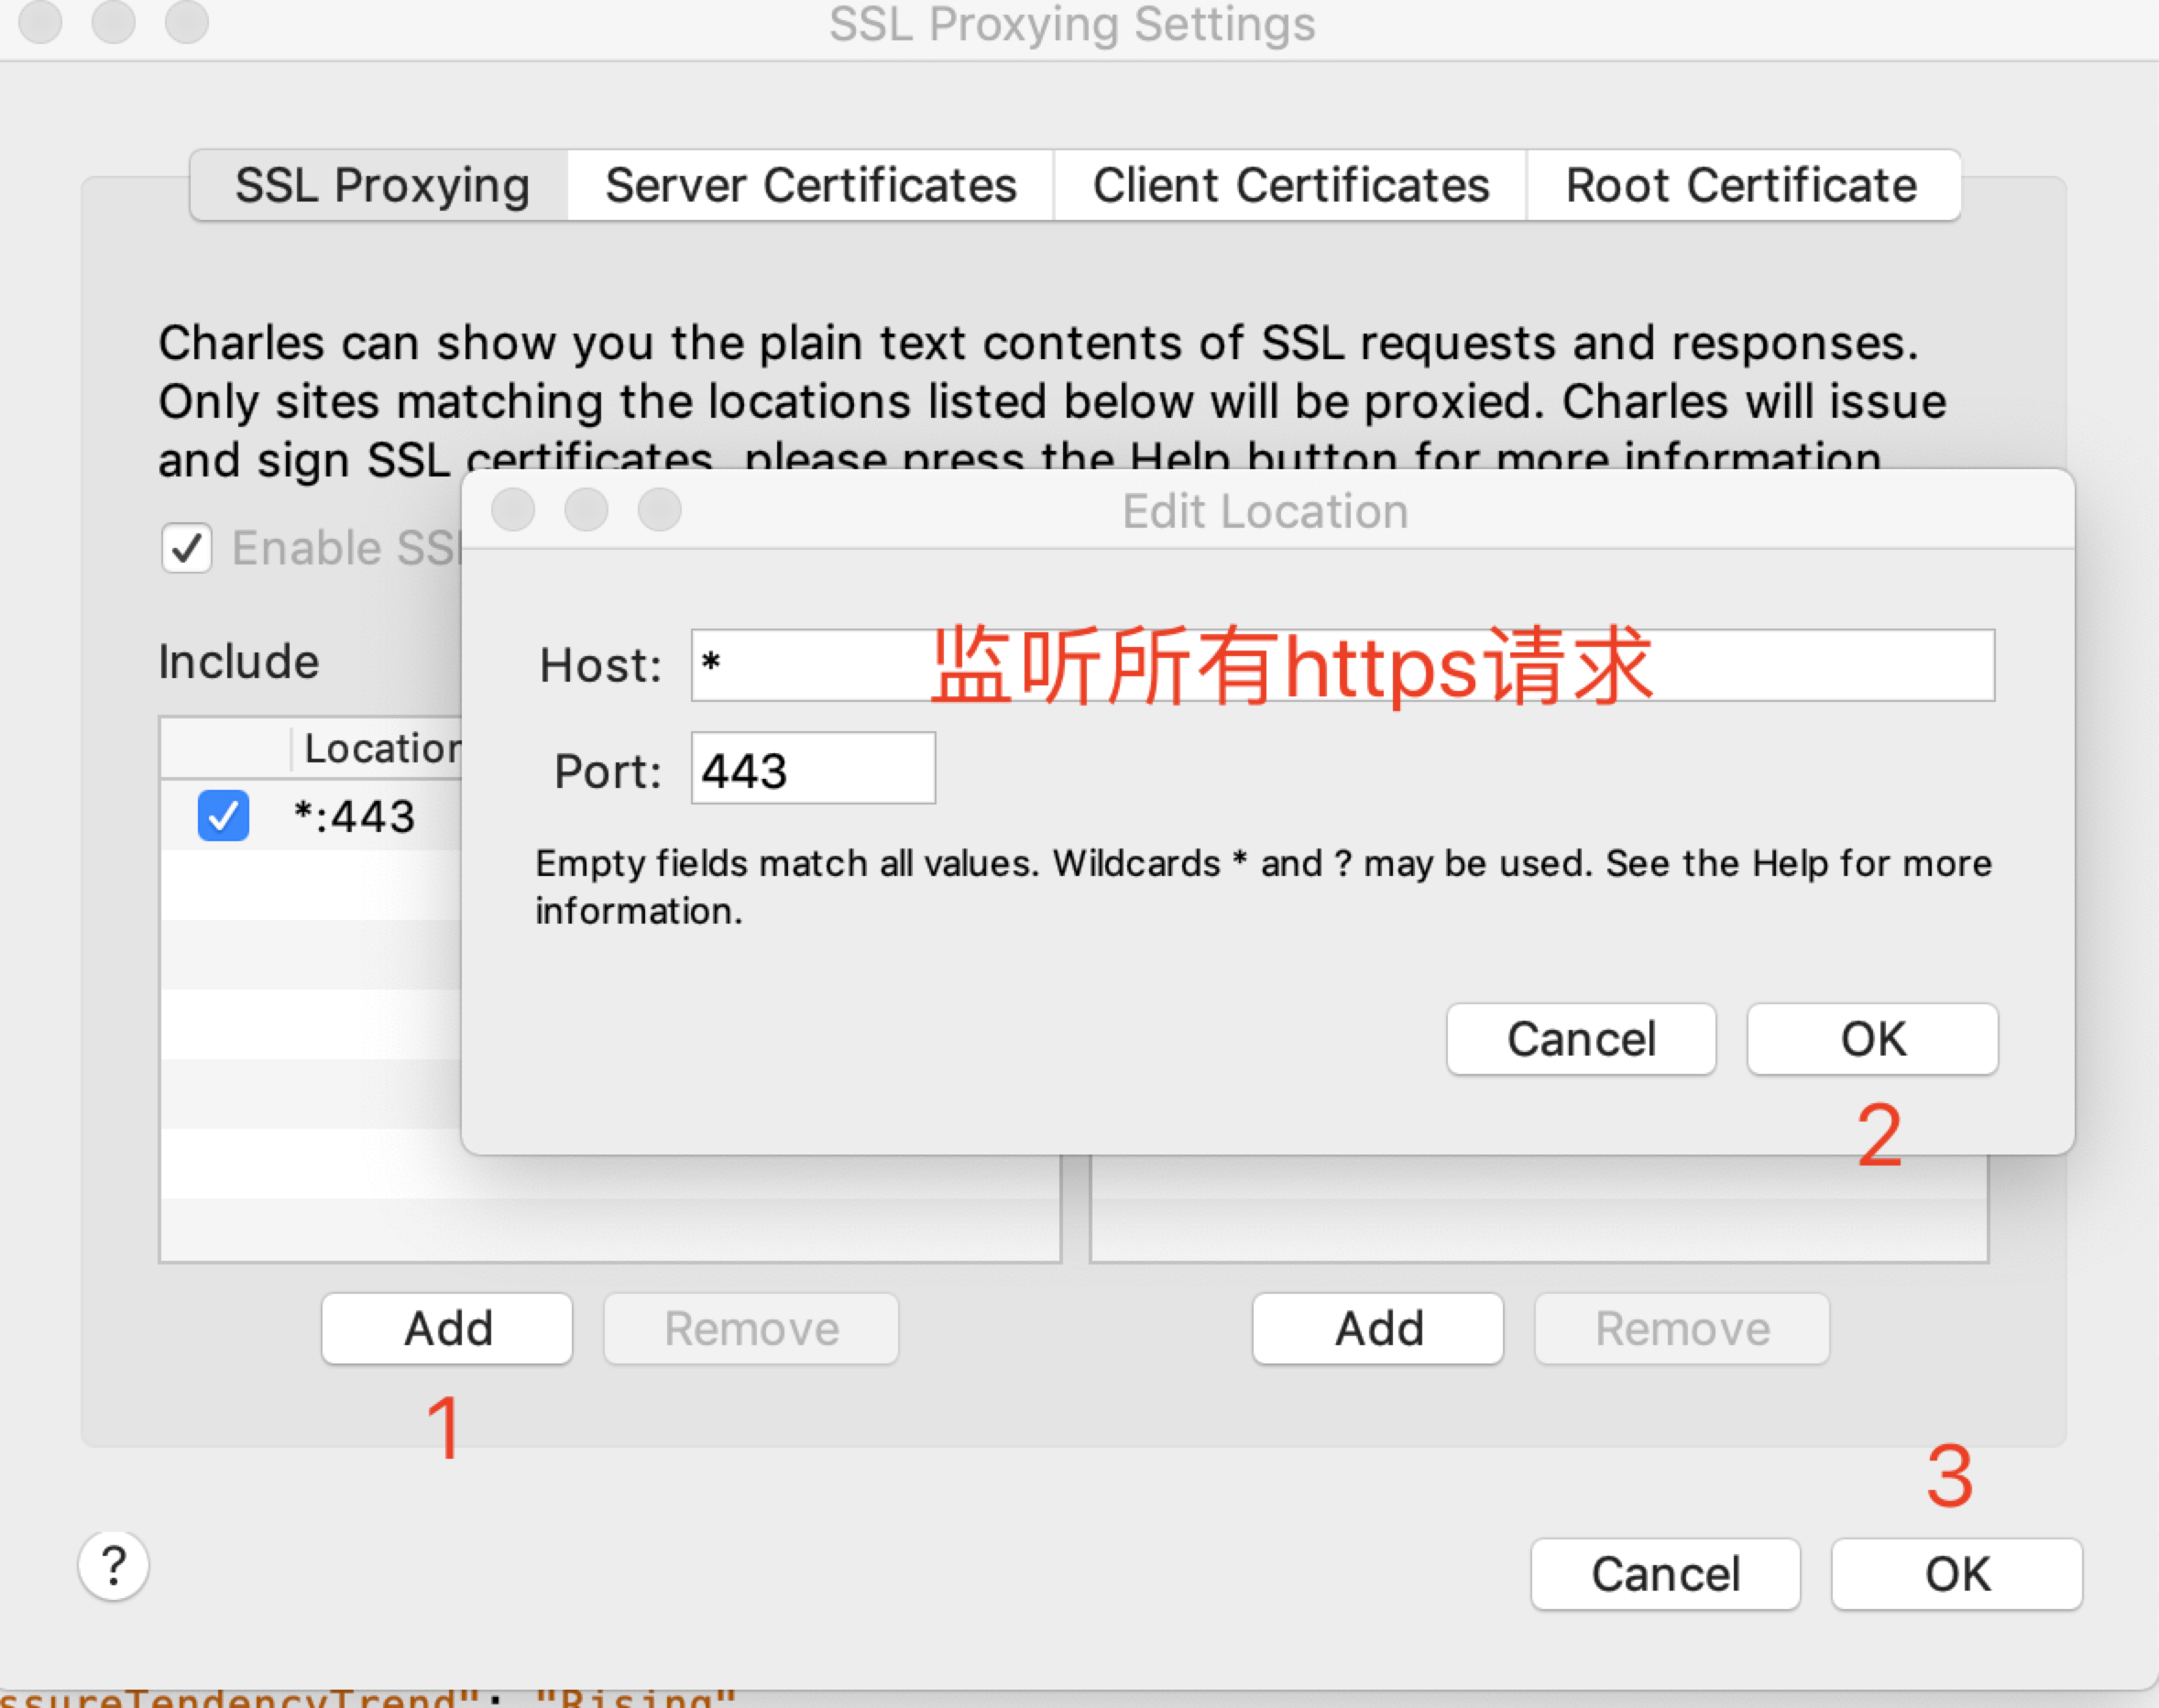 SSL Proxying Settings
SSL Proxying
Server Certificates
Client Certificates
Root Certificate
Charles can show you the plain text contents of SSL requests and responses.
Only sites matching the locations listed below will be proxied. Charles will issue
and sign SSL certificates, please press the Help button for more information
Enable SSL
Include
Location
*:443
Edit Location
Host: *
监听所有https请求
Port: 443
Empty fields match all values. Wildcards * and ? may be used. See the Help for more
information.
Cancel
OK
2
Add
Remove
Add
Remove
1
3
?
Cancel
OK
ssureTendencyTrend": "Rising"